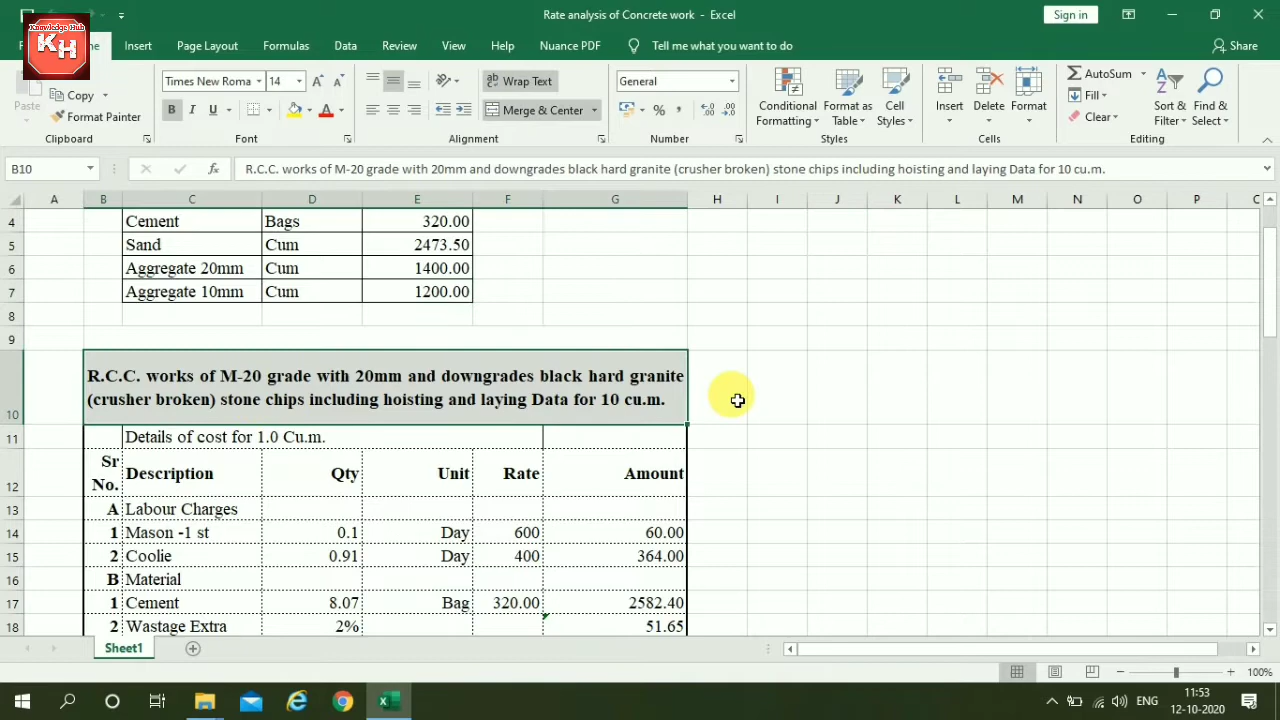 Rate analysis of Concrete work - Excel
Sign in
Knowledge Hub
KH
Insert
Page Layout
Formulas
Data
Review
View
Help
Nuance PDF
Tell me what you want to do
Share
Paste
Copy
Format Painter
Clipboard
Times New Roma
14
B I U
Font
Wrap Text
Merge & Center
Alignment
General
Number
Conditional
Formatting
Format as
Table
Cell
Styles
Styles
Insert
Delete
Format
Cells
AutoSum
Fill
Clear
Sort &
Filter
Find &
Select
Editing
B10
R.C.C. works of M-20 grade with 20mm and downgrades black hard granite (crusher broken) stone chips including hoisting and laying Data for 10 cu.m.
A B C D E F G H I J K L M N O P
4 Cement Bags 320.00
5 Sand Cum 2473.50
6 Aggregate 20mm Cum 1400.00
7 Aggregate 10mm Cum 1200.00
8
9
10 R.C.C. works of M-20 grade with 20mm and downgrades black hard granite
(crusher broken) stone chips including hoisting and laying Data for 10 cu.m.
11 Details of cost for 1.0 Cu.m.
12 Sr No. Description Qty Unit Rate Amount
13 A Labour Charges
14 1 Mason -1 st 0.1 Day 600 60.00
15 2 Coolie 0.91 Day 400 364.00
16 B Material
17 1 Cement 8.07 Bag 320.00 2582.40
18 2 Wastage Extra 2% 51.65
Sheet1
100%
ENG
11:53
12-10-2020